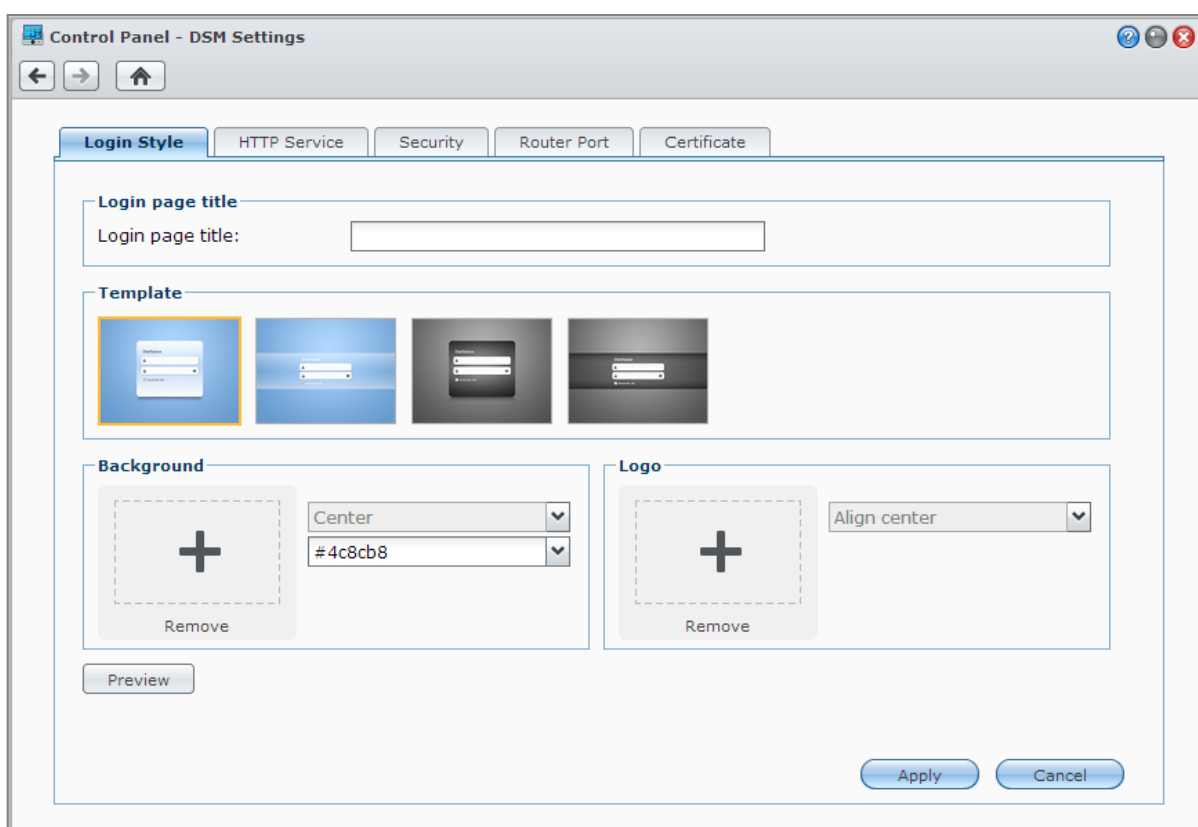 Control Panel - DSM Settings
Login Style HTTP Service Security Router Port Certificate
Login page title
Login page title:
Template
Background
Logo
Center
Align center
#4c8cb8
Remove
Remove
Preview
Apply Cancel